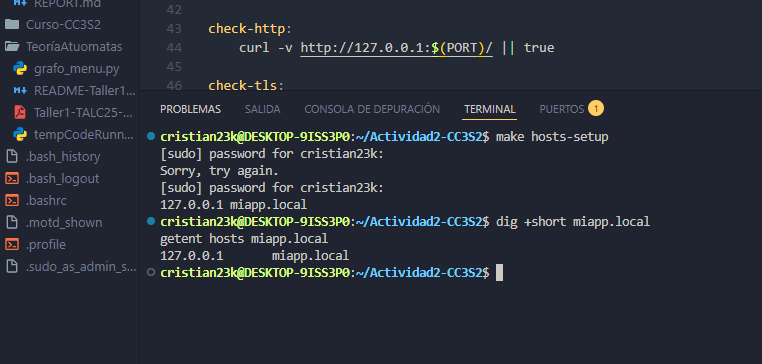 REPORT.md
Curso-CC3S2
TeoríaAtuomatas
grafo_menu.py
README-Taller1...
Taller1-TALC25-...
tempCodeRunn...
.bash_history
.bash_logout
.bashrc
.motd_shown
.profile
.sudo_as_admin_s...
42
43 check-http:
44 curl -v http://127.0.0.1:$(PORT)/ || true
45
46 check-tls:
PROBLEMAS SALIDA CONSOLA DE DEPURACIÓN TERMINAL PUERTOS 1
cristian23k@DESKTOP-9ISS3P0:~/Actividad2-CC3S2$ make hosts-setup
[sudo] password for cristian23k:
Sorry, try again.
[sudo] password for cristian23k:
127.0.0.1 miapp.local
cristian23k@DESKTOP-9ISS3P0:~/Actividad2-CC3S2$ dig +short miapp.local
getent hosts miapp.local
127.0.0.1 miapp.local
cristian23k@DESKTOP-9ISS3P0:~/Actividad2-CC3S2$